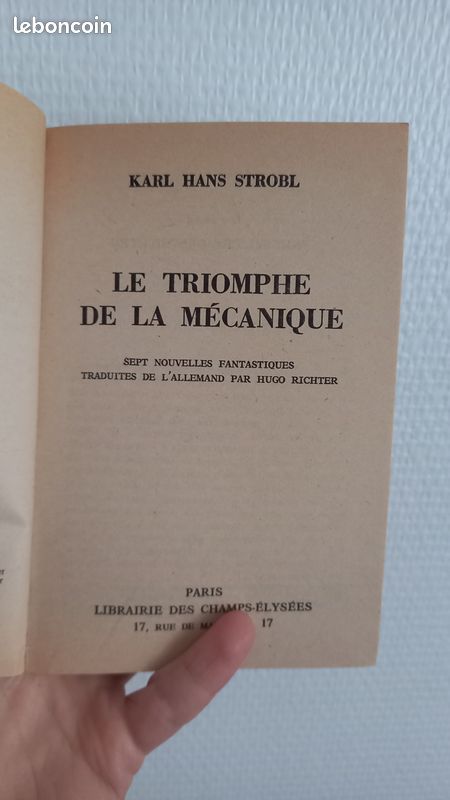 leboncoin
KARL HANS STROBL
LE TRIOMPHE
DE LA MÉCANIQUE
SEPT NOUVELLES FANTASTIQUES
TRADUITES DE L'ALLEMAND PAR HUGO RICHTER
PARIS
LIBRAIRIE DES CHAMPS-ÉLYSÉES
17, RUE DE 17